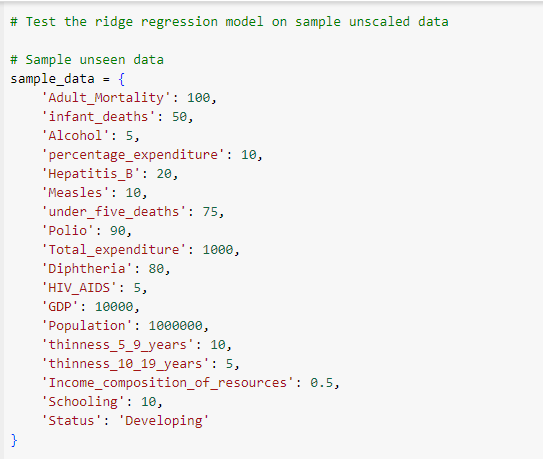 # Test the ridge regression model on sample unscaled data
# Sample unseen data
sample_data = {
    'Adult_Mortality': 100,
    'infant_deaths': 50,
    'Alcohol': 5,
    'percentage_expenditure': 10,
    'Hepatitis_B': 20,
    'Measles': 10,
    'under_five_deaths': 75,
    'Polio': 90,
    'Total_expenditure': 1000,
    'Diphtheria': 80,
    'HIV_AIDS': 5,
    'GDP': 10000,
    'Population': 1000000,
    'thinness_5_9_years': 10,
    'thinness_10_19_years': 5,
    'Income_composition_of_resources': 0.5,
    'Schooling': 10,
    'Status': 'Developing'
}